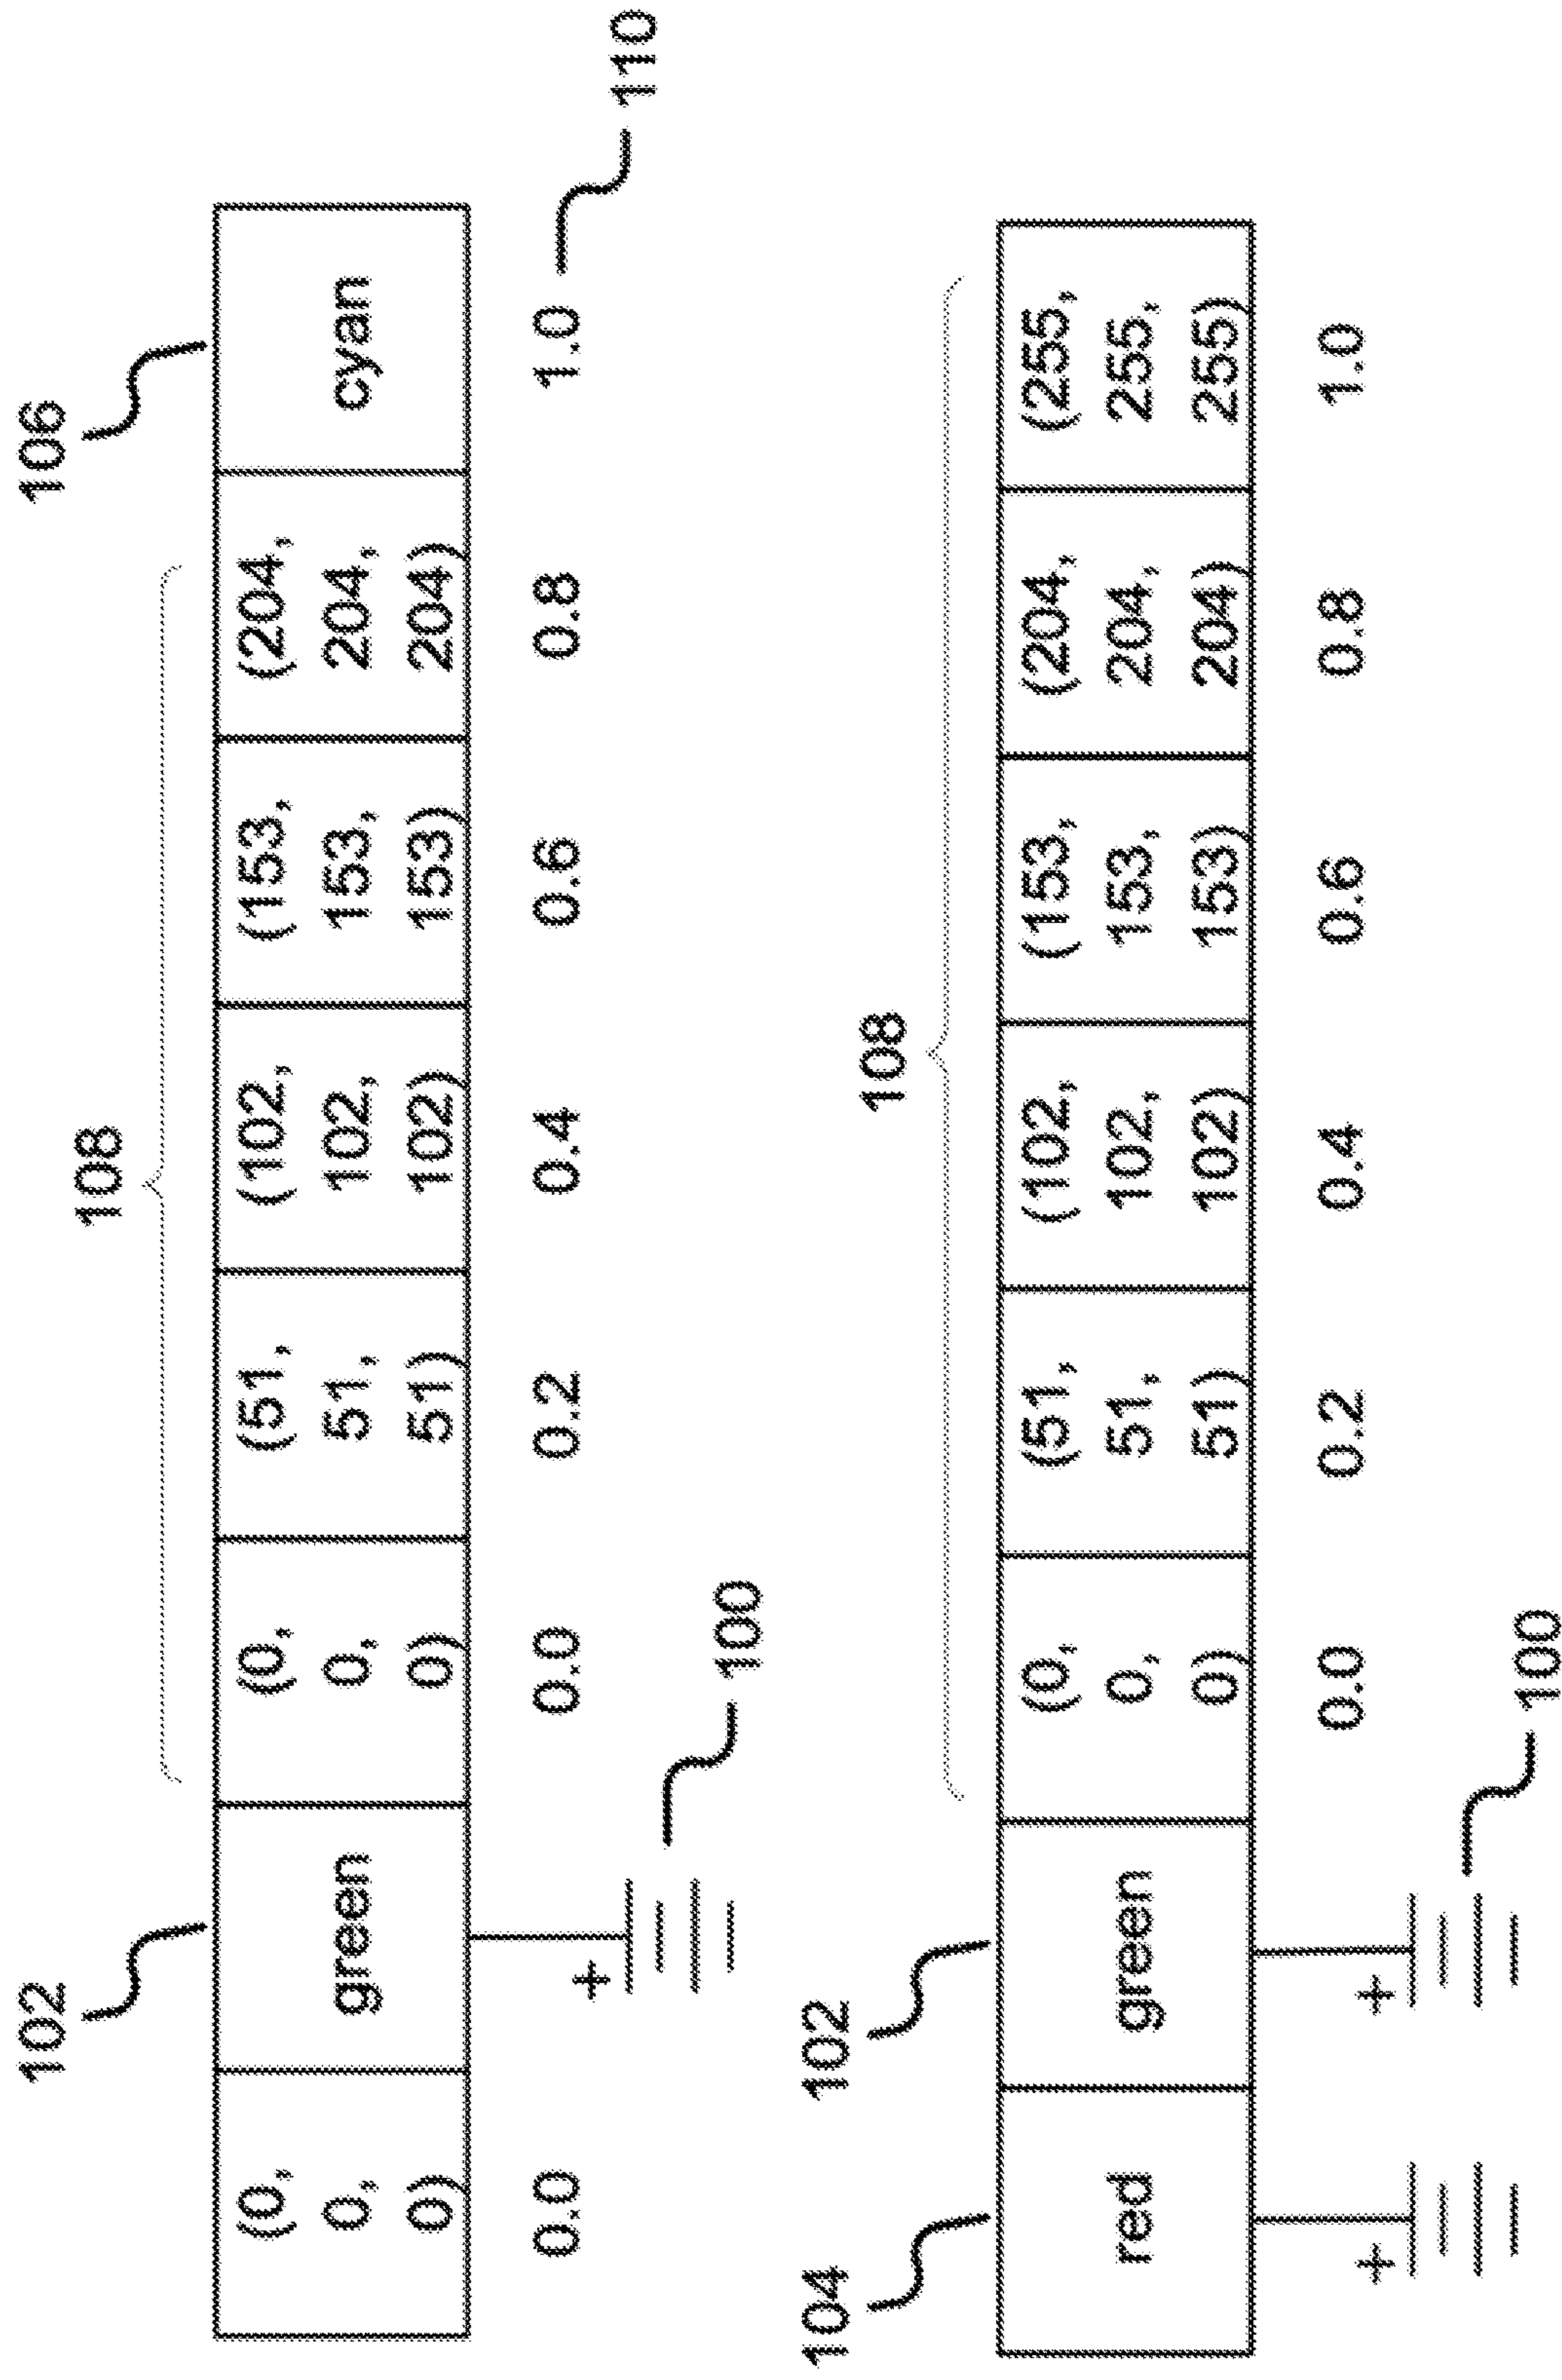 106
108
102
(0, (0, (51, (102, (153, (204,
0, green 0, 51, 102, 153, 204, cyan
0) 0) 51) 102) 153) 204)
0.0 + 0.0 0.2 0.4 0.6 0.8 1.0
110
100
108
104 102
(0, (51, (102, (153, (204, (255,
red green 0, 51, 102, 153, 204, 255,
0) 51) 102) 153) 204) 255)
+ + 0.0 0.2 0.4 0.6 0.8 1.0
100